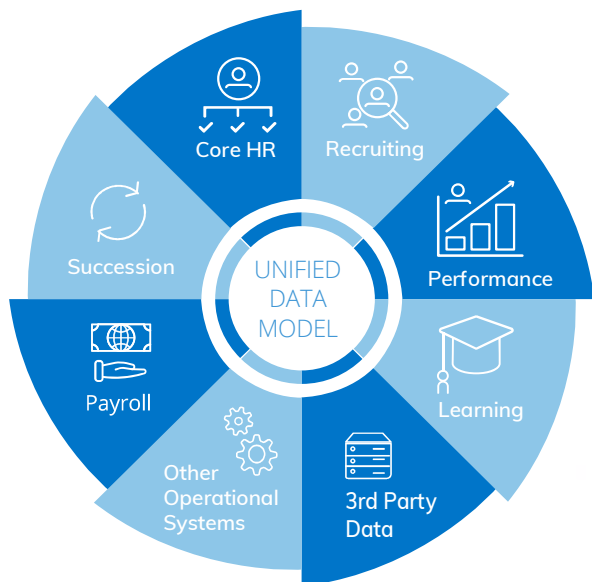 Core HR
Recruiting
Performance
Learning
3rd Party
Data
Other
Operational
Systems
Payroll
Succession
UNIFIED
DATA
MODEL